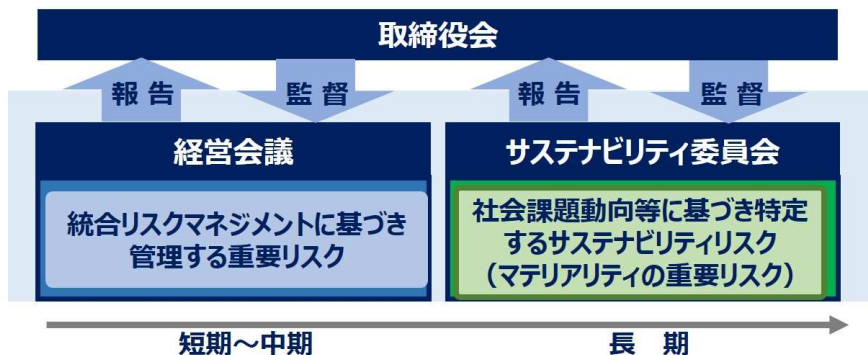 取締役会
報 告
監 督
報 告
監 督
経営会議
サステナビリティ委員会
統合リスクマネジメントに基づき
管理する重要リスク
社会課題動向等に基づき特定
するサステナビリティリスク
（マテリアリティの重要リスク）
短期～中期
長　期